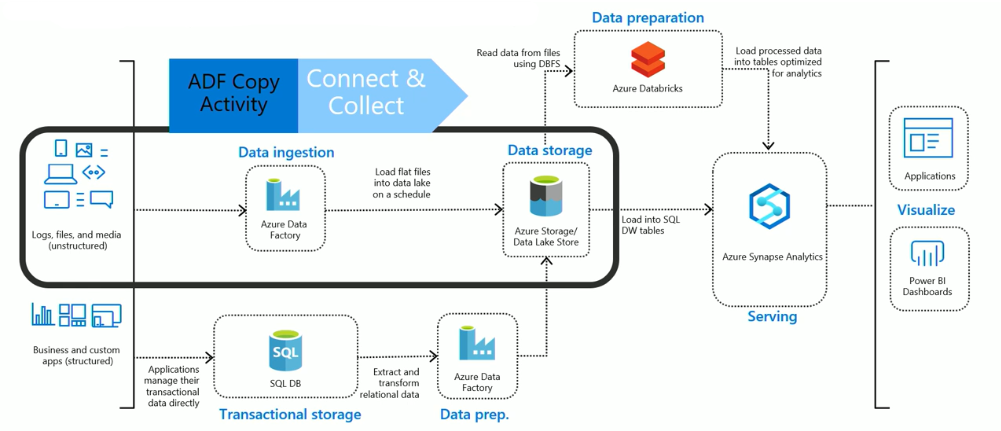 Data preparation
Read data from files
using DBFS
Azure Databricks
Load processed data
into tables optimized
for analytics
ADF Copy
Activity
Connect &
Collect
Data ingestion
Data storage
Load flat files
into data lake
on a schedule
Azure Data
Factory
Logs, files, and media
(unstructured)
Azure Storage/
Data Lake Store
Load into SQL
DW tables
Azure Synapse Analytics
Serving
Applications
Visualize
Power BI
Dashboards
Business and custom
apps (structured)
Applications
manage their
transactional
data directly
SQL
SQL DB
Transactional storage
Extract and
transform
relational data
Azure Data
Factory
Data prep.